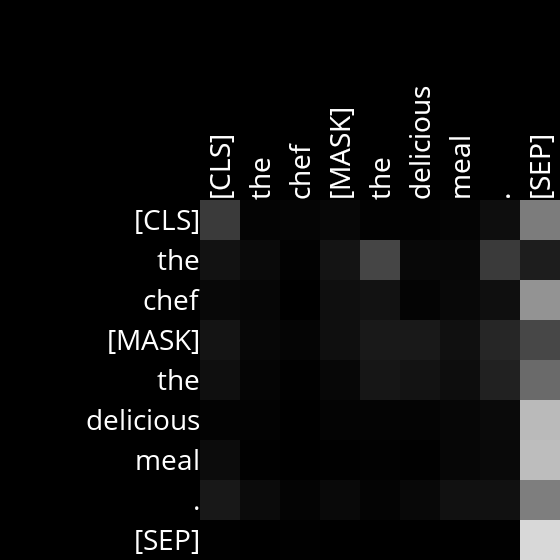 [CLS] the chef [MASK] the delicious meal . [SEP]
[CLS]
the
chef
[MASK]
the
delicious
meal
.
[SEP]